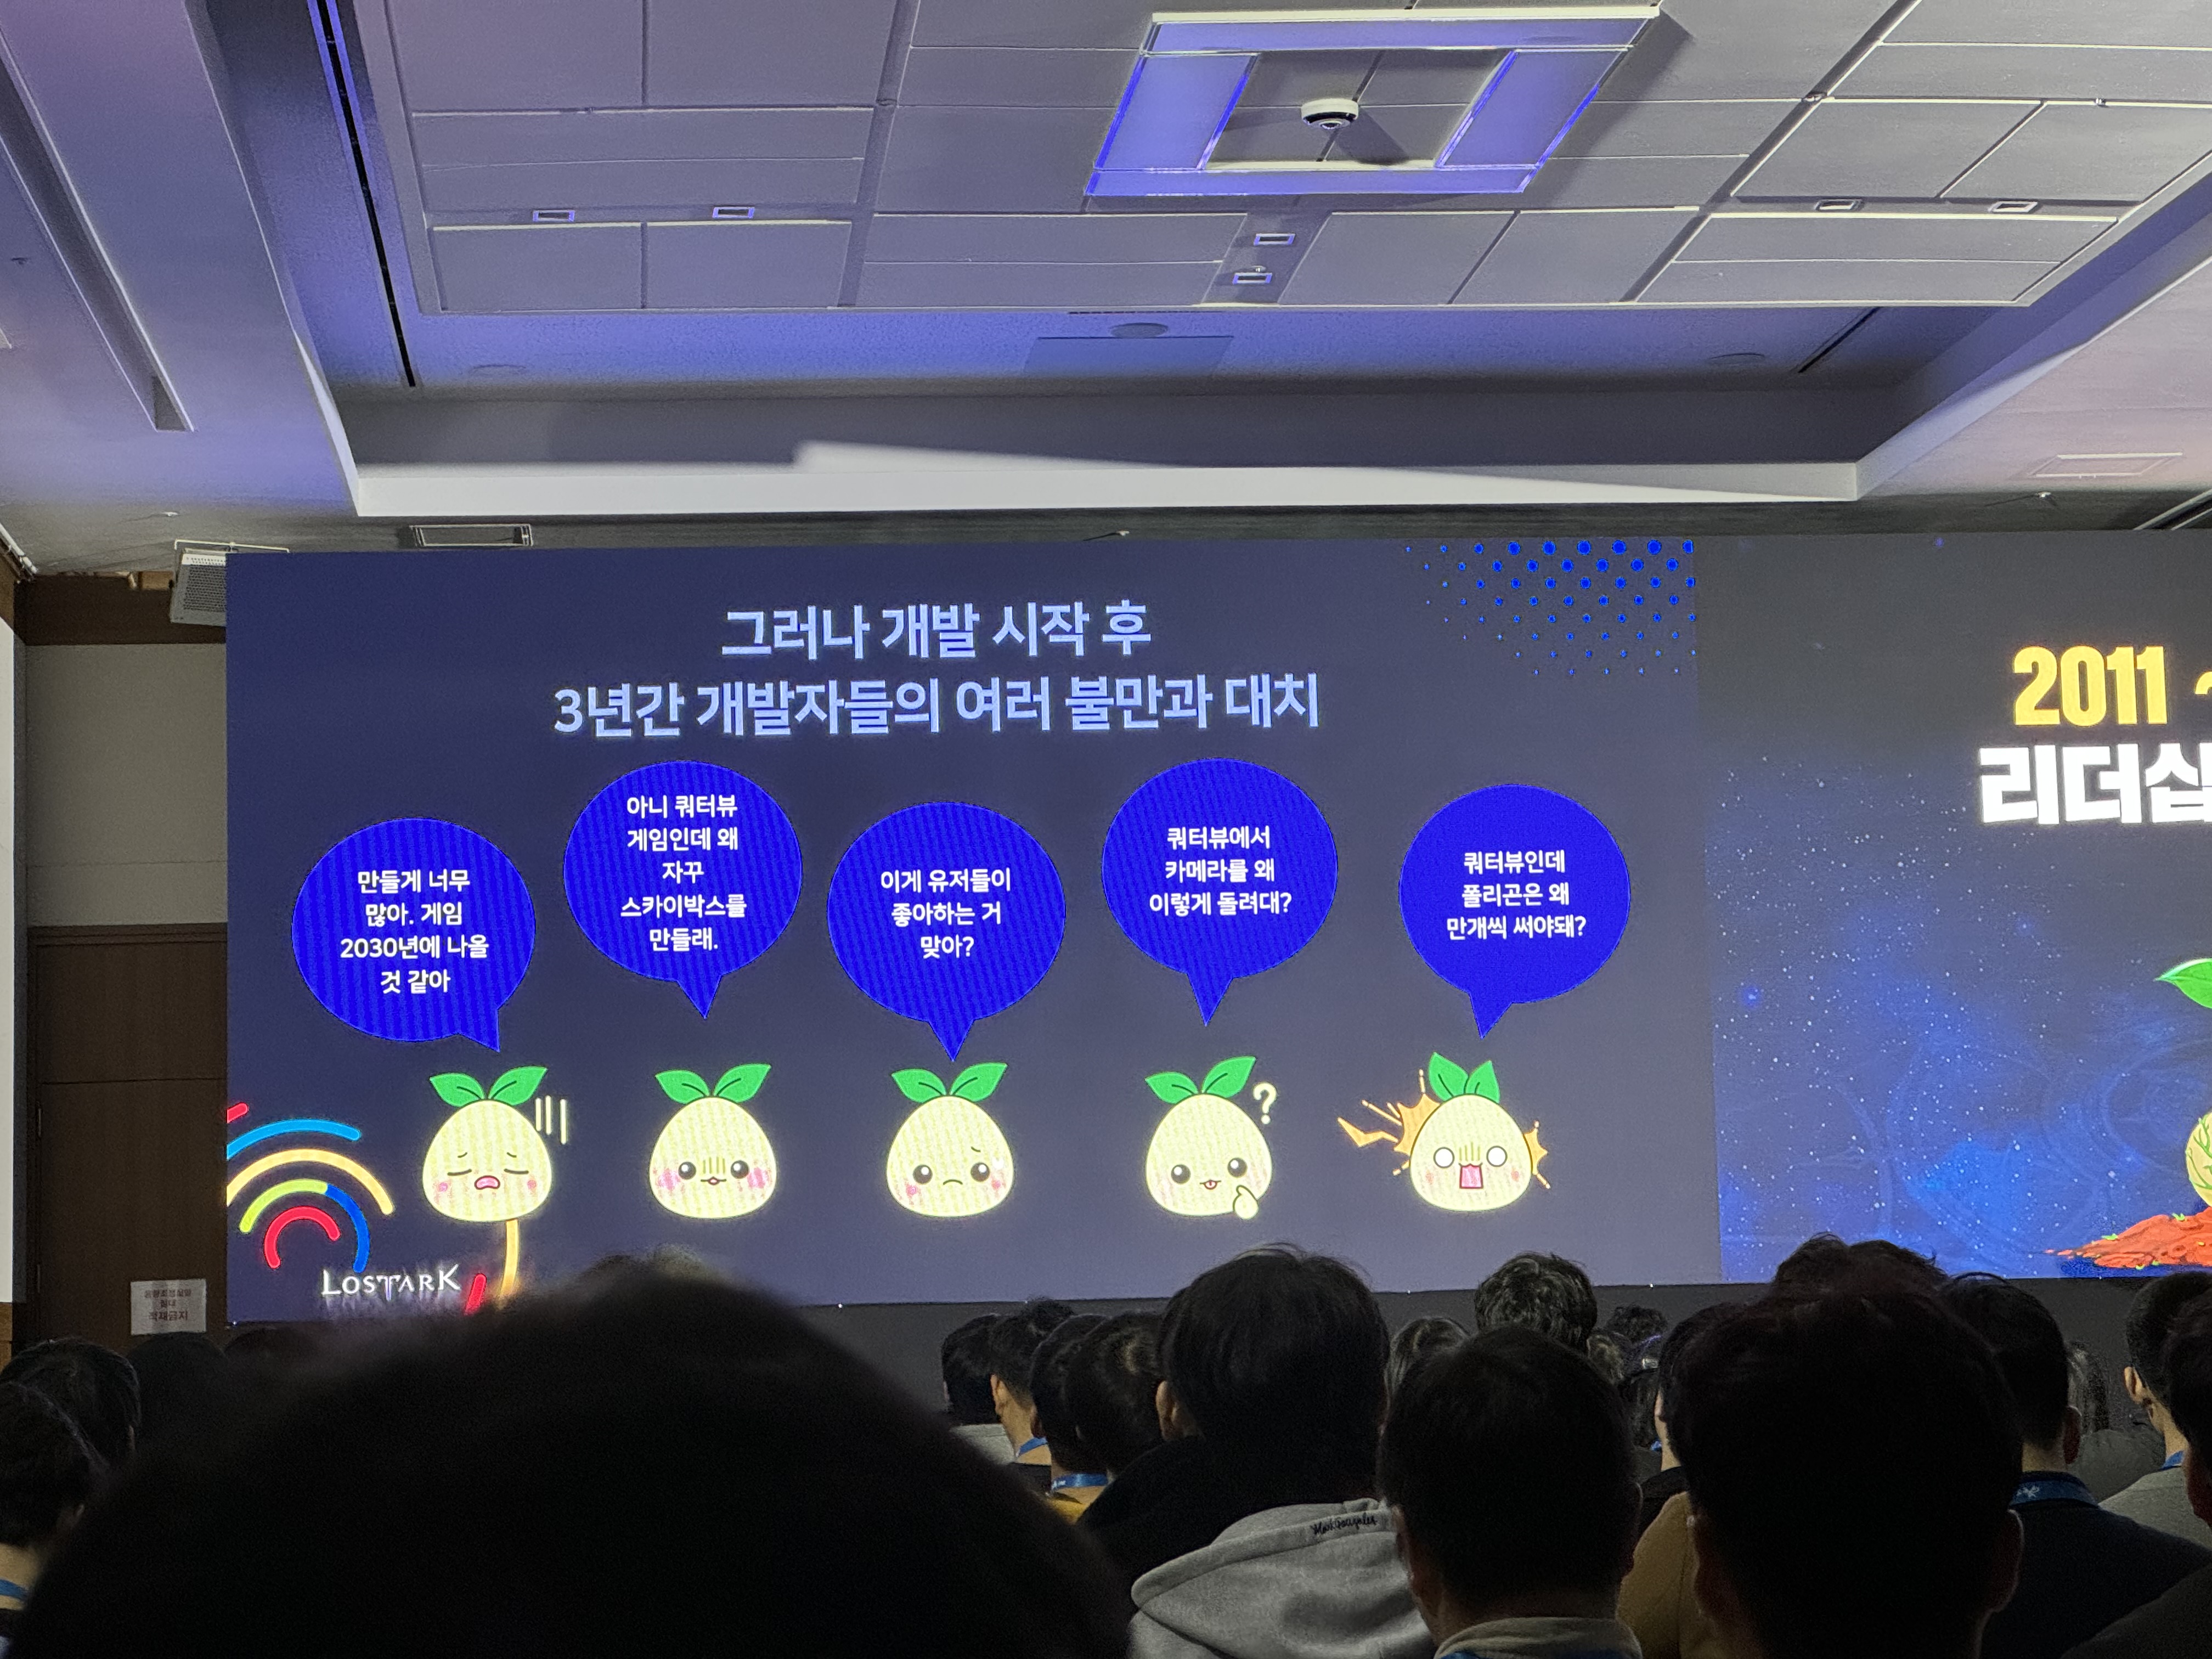 그러나 개발 시작 후
3년간 개발자들의 여러 불만과 대치
만들게 너무
많아. 게임
2030년에 나올
것 같아
아니 쿼터뷰
게임인데 왜
자꾸
스카이박스를
만들래.
이게 유저들이
좋아하는 거
맞아?
쿼터뷰에서
카메라를 왜
이렇게 돌려대?
쿼터뷰인데
폴리곤은 왜
만개씩 써야돼?
LOSTARK
2011 ~
리더십
적재금지